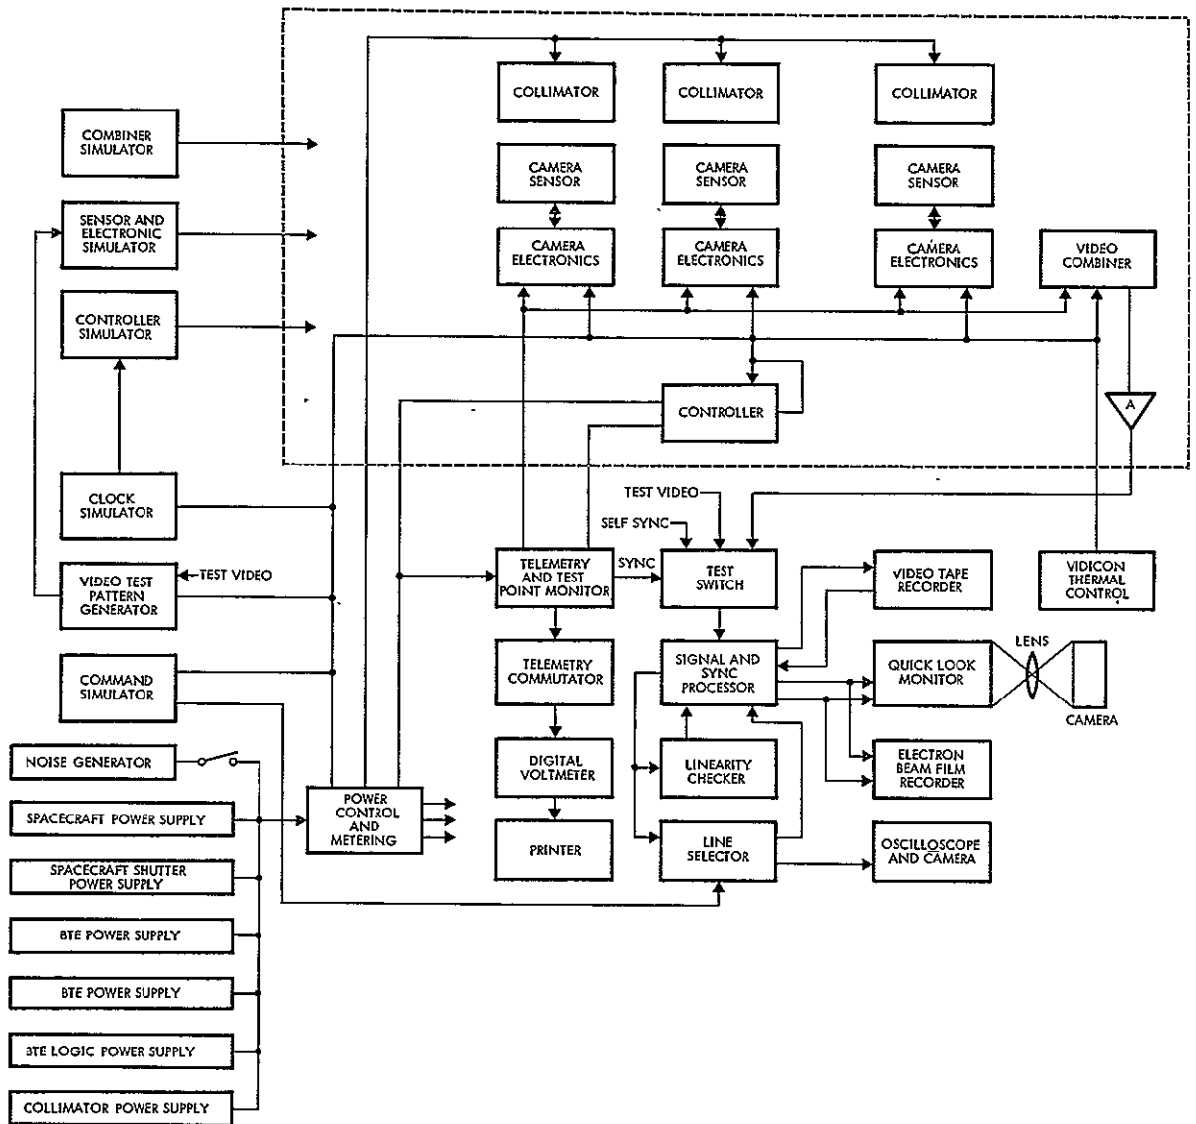 COLLIMATOR
COLLIMATOR
COLLIMATOR
COMBINER
SIMULATOR
CAMERA
SENSOR
CAMERA
SENSOR
CAMERA
SENSOR
SENSOR AND
ELECTRONIC
SIMULATOR
CAMERA
ELECTRONICS
CAMERA
ELECTRONICS
CAMERA
ELECTRONICS
VIDEO
COMBINER
CONTROLLER
SIMULATOR
CONTROLLER
A
CLOCK
SIMULATOR
TEST VIDEO
SELF SYNC
VIDEO TEST
PATTERN
GENERATOR
TEST VIDEO
TELEMETRY
AND TEST
POINT MONITOR
SYNC
TEST
SWITCH
VIDEO TAPE
RECORDER
VIDICON
THERMAL
CONTROL
COMMAND
SIMULATOR
TELEMETRY
COMMUTATOR
SIGNAL AND
SYNC
PROCESSOR
QUICK LOOK
MONITOR
LENS
CAMERA
NOISE GENERATOR
DIGITAL
VOLTMETER
LINEARITY
CHECKER
ELECTRON
BEAM FILM
RECORDER
SPACECRAFT POWER SUPPLY
POWER
CONTROL
AND
METERING
PRINTER
LINE
SELECTOR
OSCILLOSCOPE
AND CAMERA
SPACECRAFT SHUTTER
POWER SUPPLY
BTE POWER SUPPLY
BTE POWER SUPPLY
BTE LOGIC POWER SUPPLY
COLLIMATOR POWER SUPPLY